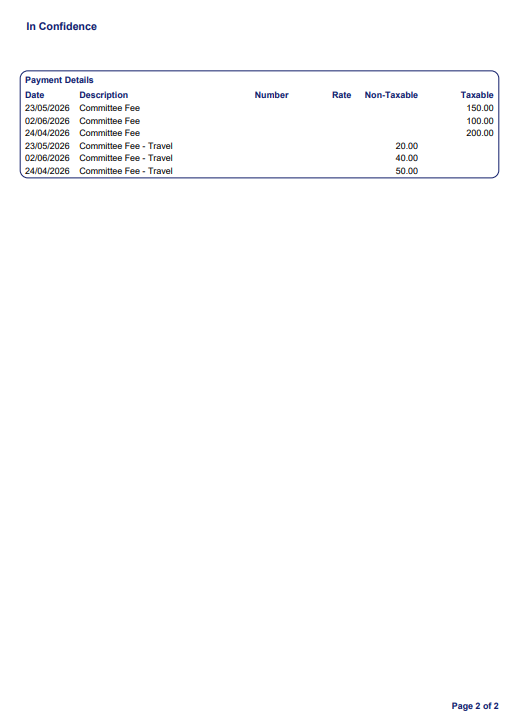 In Confidence
Payment Details
Date Description Number Rate Non-Taxable Taxable
23/05/2026 Committee Fee 150.00
02/06/2026 Committee Fee 100.00
24/04/2026 Committee Fee 200.00
23/05/2026 Committee Fee - Travel 20.00
02/06/2026 Committee Fee - Travel 40.00
24/04/2026 Committee Fee - Travel 50.00
Page 2 of 2